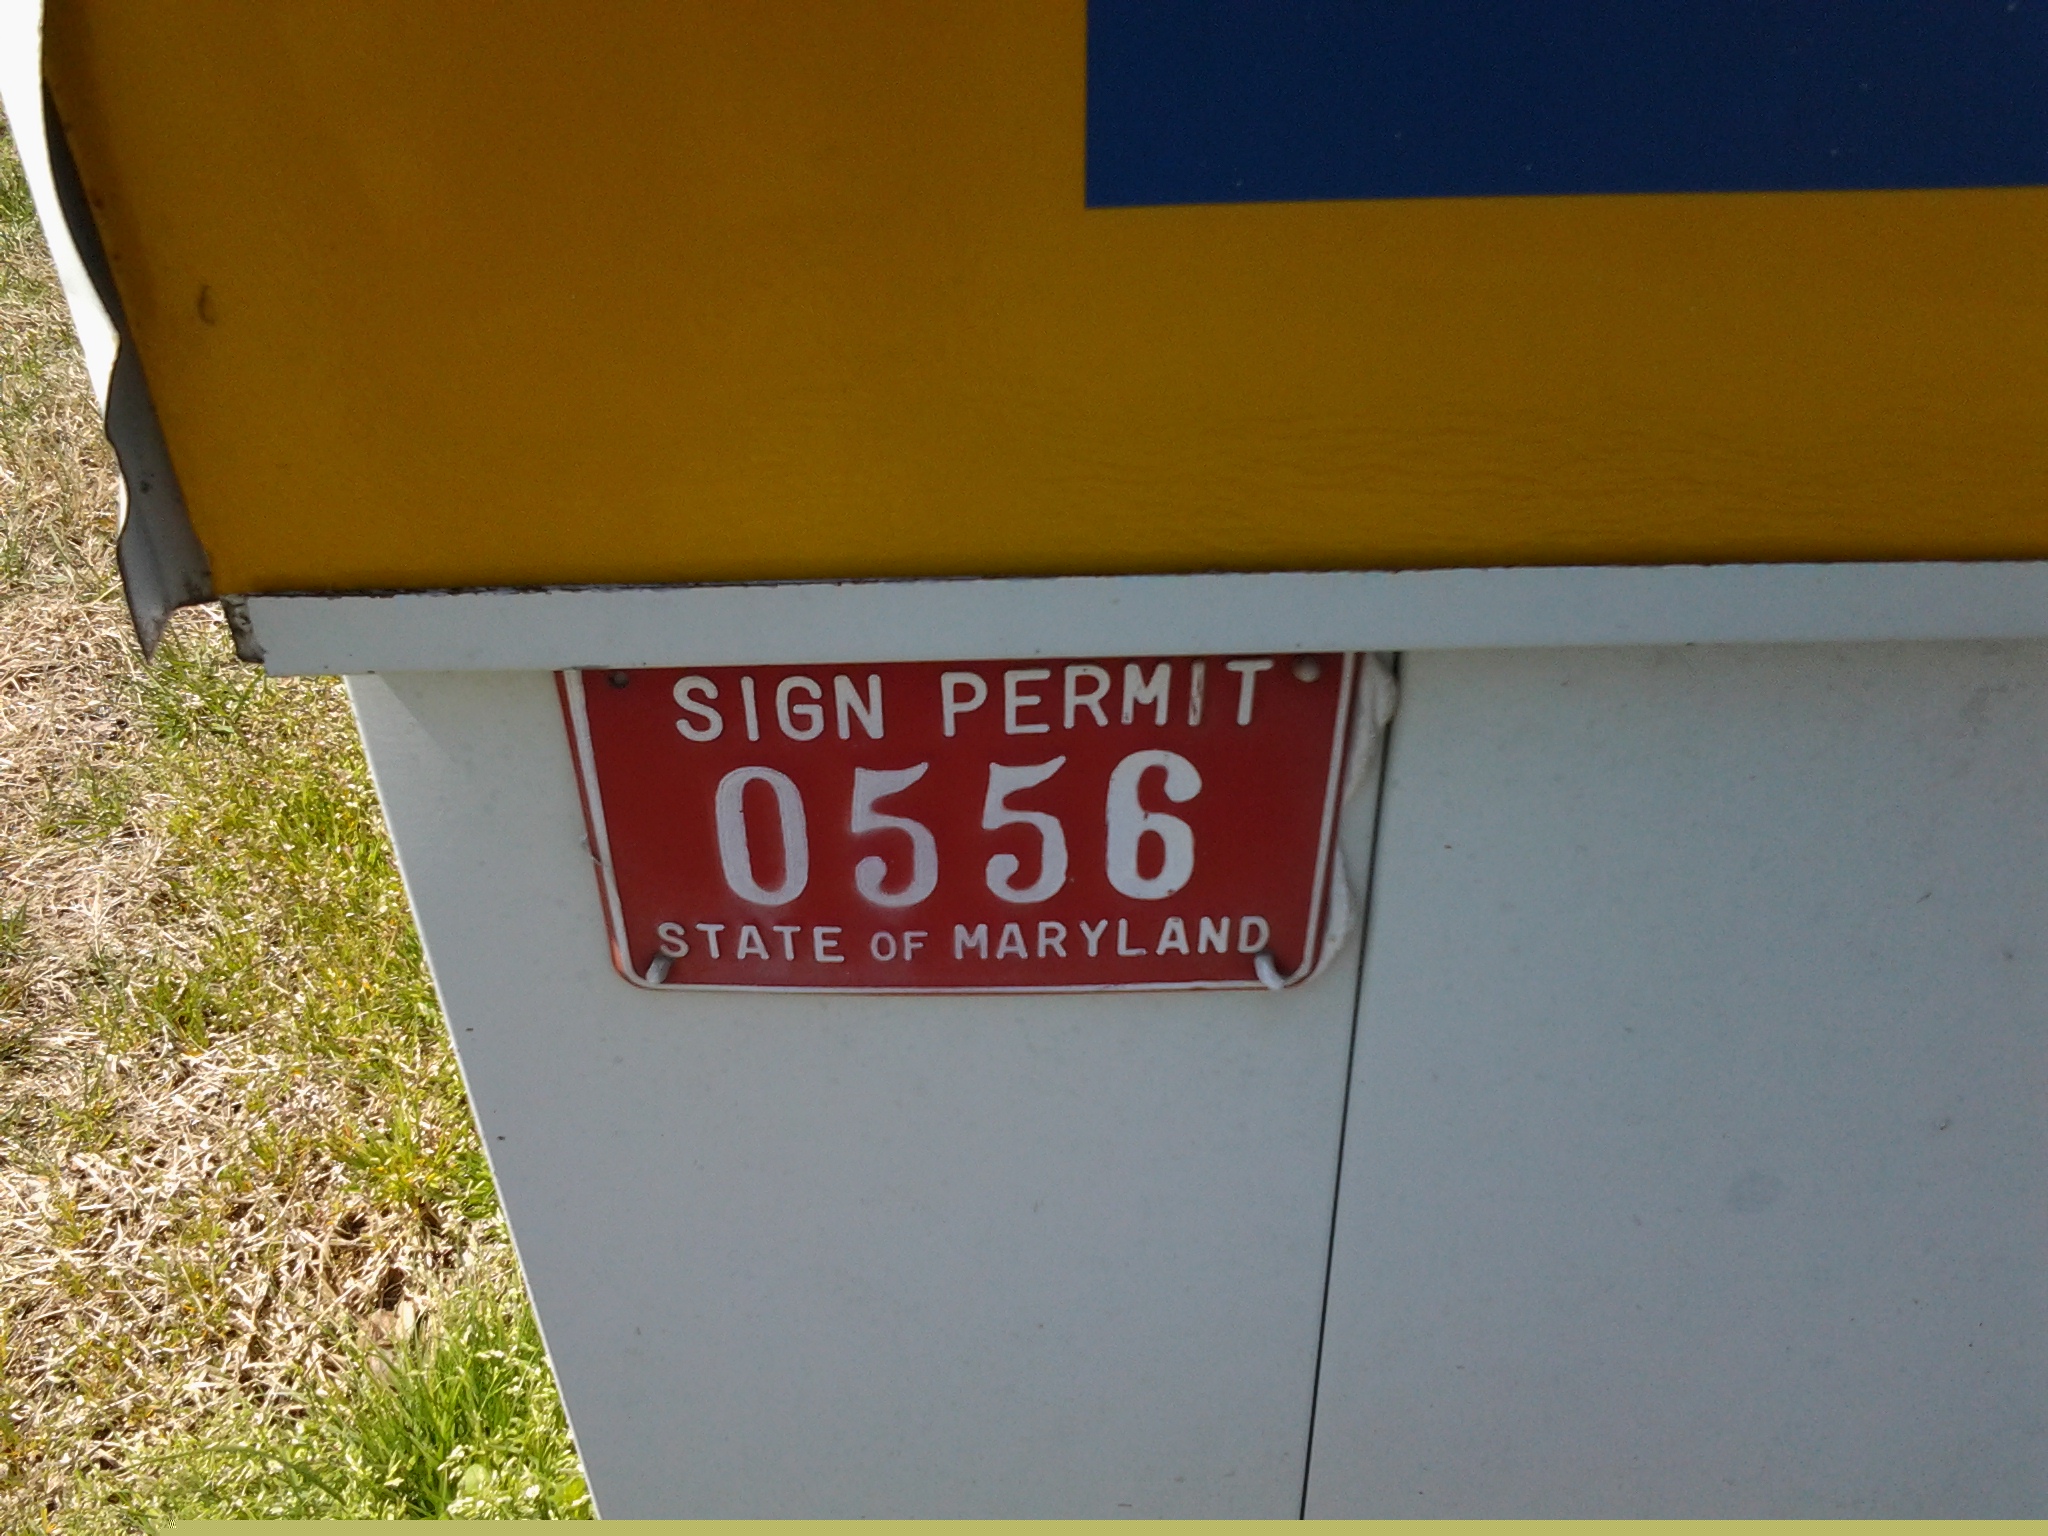 SIGN PERMIT
0556
STATE OF MARYLAND